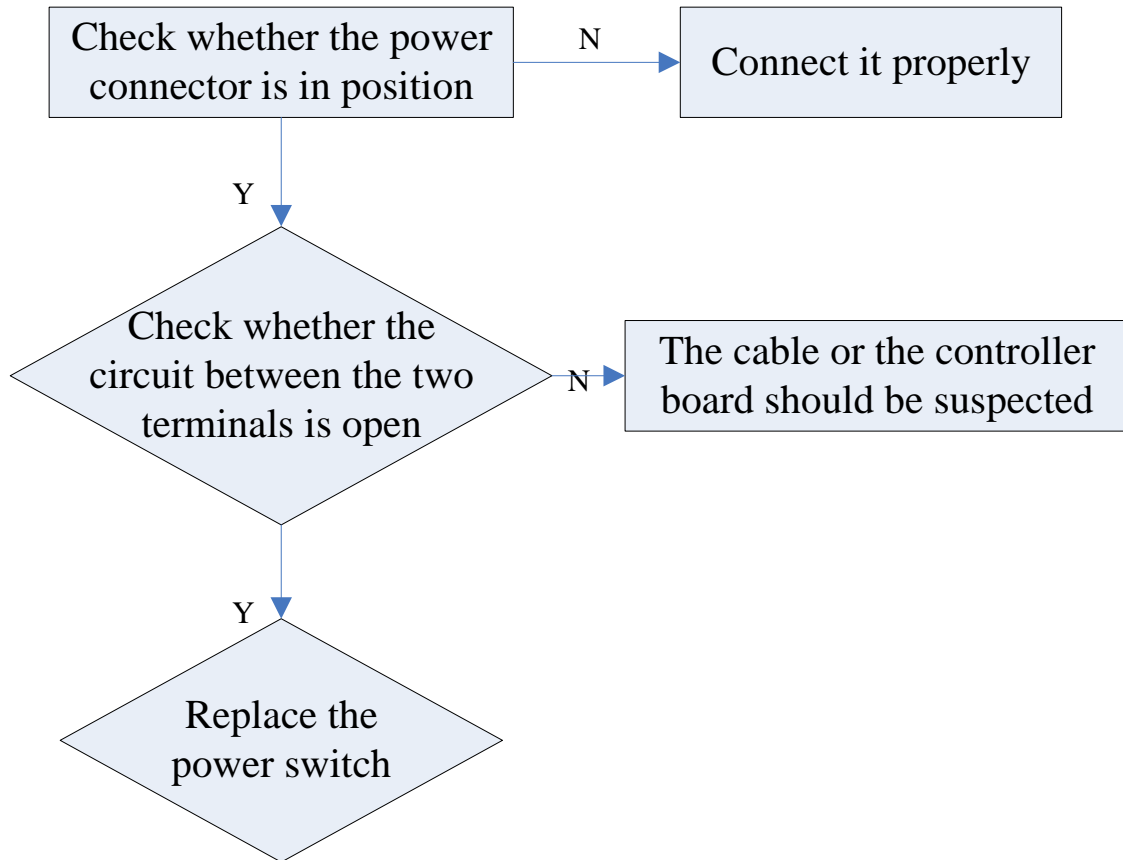 Check whether the power
connector is in position
N
Connect it properly
Y
Check whether the
circuit between the two
terminals is open
N
The cable or the controller
board should be suspected
Y
Replace the
power switch